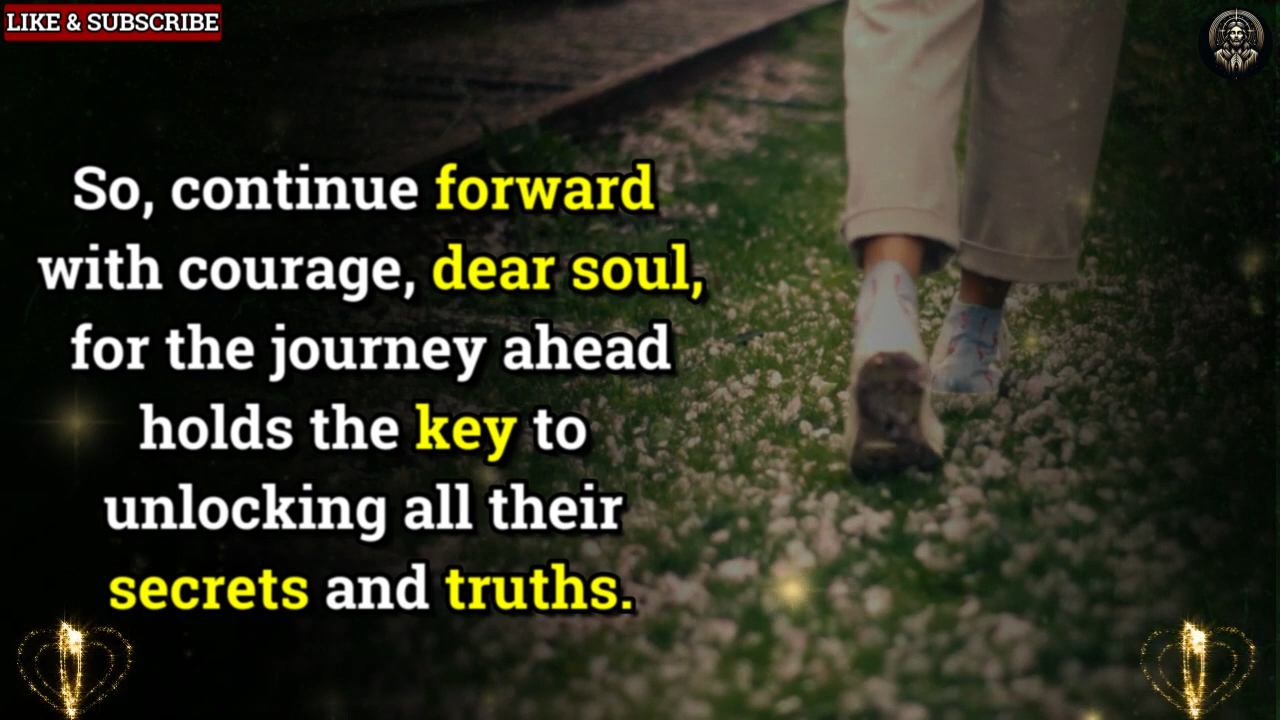 LIKE & SUBSCRIBE
So, continue forward
with courage, dear soul,
for the journey ahead
holds the key to
unlocking all their
secrets and truths.